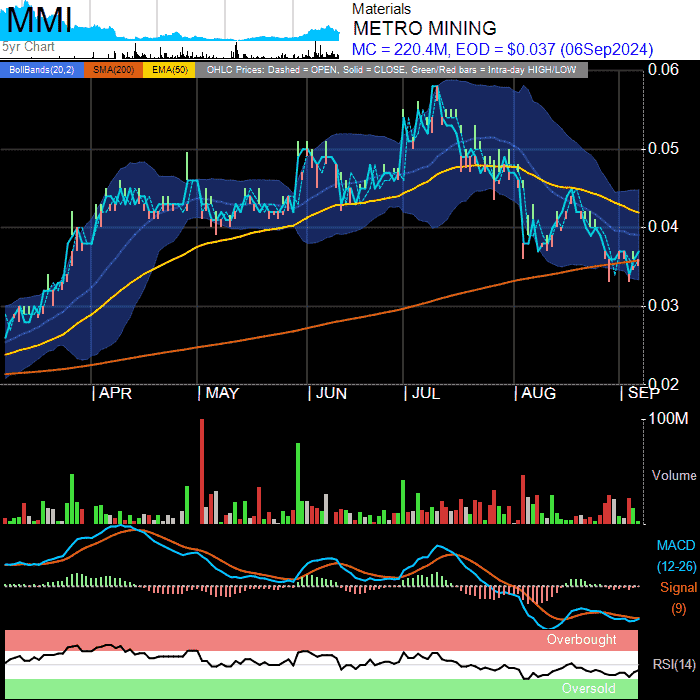 MMI
5yr Chart
Materials
METRO MINING
MC = 220.4M, EOD = $0.037 (06Sep2024)
BollBands(20,2) SMA(200) EMA(50) OHLC Prices: Dashed = OPEN, Solid = CLOSE, Green/Red bars = Intra-day HIGH/LOW
0.06
0.05
0.04
0.03
0.02
APR MAY JUN JUL AUG SEP
100M
Volume
MACD
(12-26)
Signal
(9)
Overbought
RSI(14)
Oversold